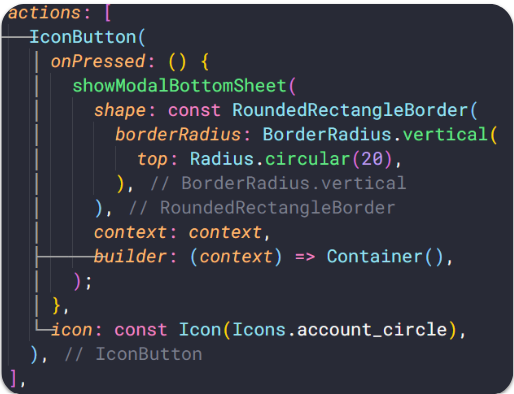 actions: [
IconButton(
onPressed: () {
showModalBottomSheet(
shape: const RoundedRectangleBorder(
borderRadius: BorderRadius.vertical(
top: Radius.circular(20),
), // BorderRadius.vertical
), // RoundedRectangleBorder
context: context,
builder: (context) => Container(),
);
},
icon: const Icon(Icons.account_circle),
), // IconButton
],